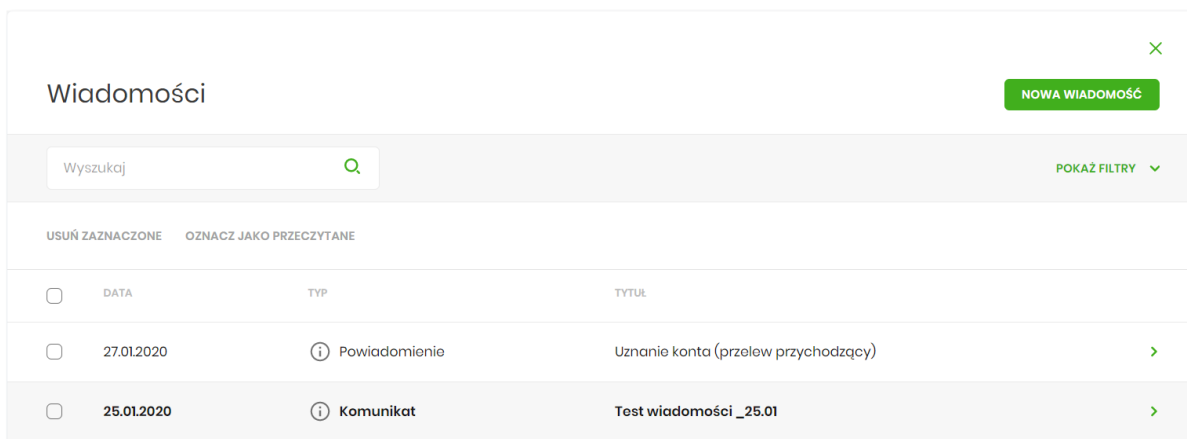 Wiadomości
NOWA WIADOMOŚĆ
Wyszukaj
POKAŻ FILTRY
USUŃ ZAZNACZONE OZNACZ JAKO PRZECZYTANE
DATA TYP TYTUŁ
27.01.2020 Powiadomienie Uznanie konta (przelew przychodzący)
25.01.2020 Komunikat Test wiadomości _25.01